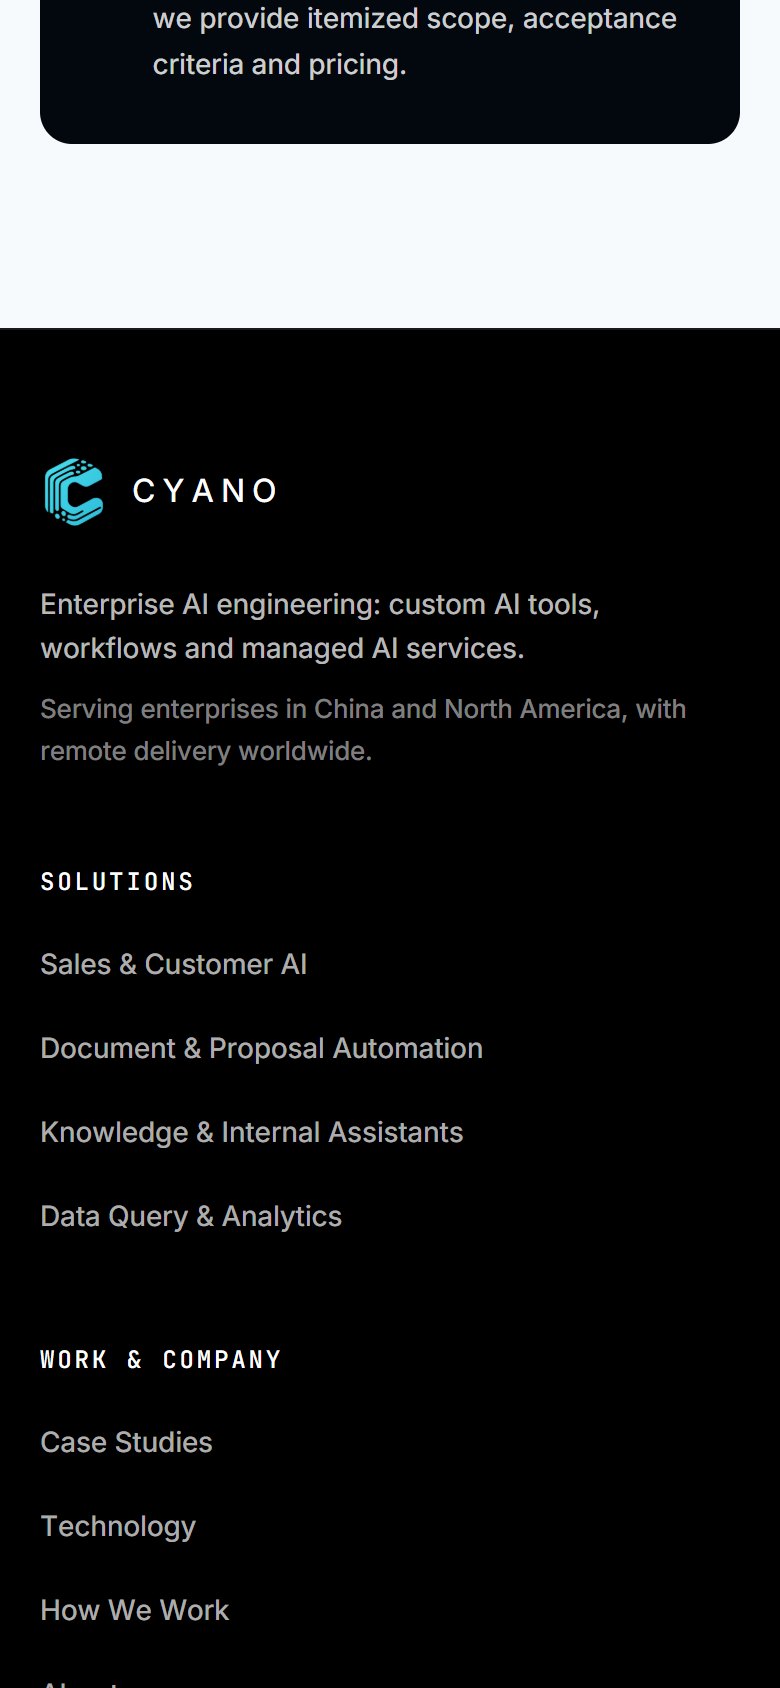 we provide itemized scope, acceptance
criteria and pricing.
CYANO
Enterprise AI engineering: custom AI tools,
workflows and managed AI services.
Serving enterprises in China and North America, with
remote delivery worldwide.
SOLUTIONS
Sales & Customer AI
Document & Proposal Automation
Knowledge & Internal Assistants
Data Query & Analytics
WORK & COMPANY
Case Studies
Technology
How We Work